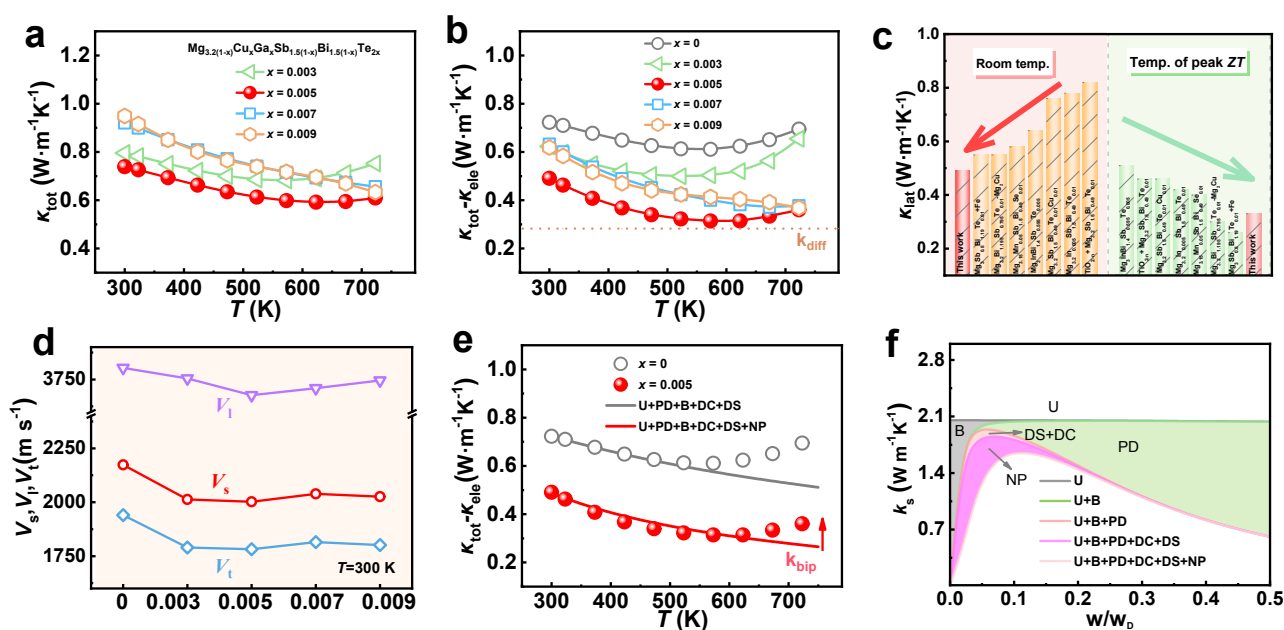 a
κtot (W·m⁻¹K⁻¹)
1.2
1.0
0.8
0.6
0.4
Mg3.2(1-x)CuxGaxSb1.5(1-x)Bi1.5(1-x)Te2x
x = 0.003
x = 0.005
x = 0.007
x = 0.009
300 400 500 600 700
T (K)
b
κtot-κele (W·m⁻¹K⁻¹)
1.0
0.8
0.6
0.4
0.2
x = 0
x = 0.003
x = 0.005
x = 0.007
x = 0.009
kdiff
300 400 500 600 700
T (K)
c
κlat(W·m-1K-1)
1.0
0.8
0.6
0.4
0.2
Room temp.
Temp. of peak ZT
This work
This work
d
Vs, Vl, Vt(m s⁻¹)
3750
2250
2000
1750
Vl
Vs
Vt
T=300 K
0 0.003 0.005 0.007 0.009
e
κtot-κele(W·m⁻¹K⁻¹)
1.0
0.8
0.6
0.4
0.2
x = 0
x = 0.005
U+PD+B+DC+DS
U+PD+B+DC+DS+NP
kbip
300 400 500 600 700
T (K)
f
ks (W m⁻¹K⁻¹)
2.8
2.1
1.4
0.7
U
B
DS+DC
PD
NP
U
U+B
U+B+PD
U+B+PD+DC+DS
U+B+PD+DC+DS+NP
0.0 0.1 0.2 0.3 0.4 0.5
w/wD